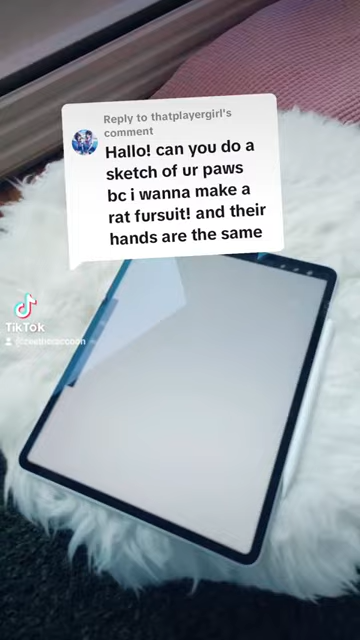 Reply to thatplayergirl's
comment
Hallo! can you do a
sketch of ur paws
bc i wanna make a
rat fursuit! and their
hands are the same
TikTok
@zeetheracoon